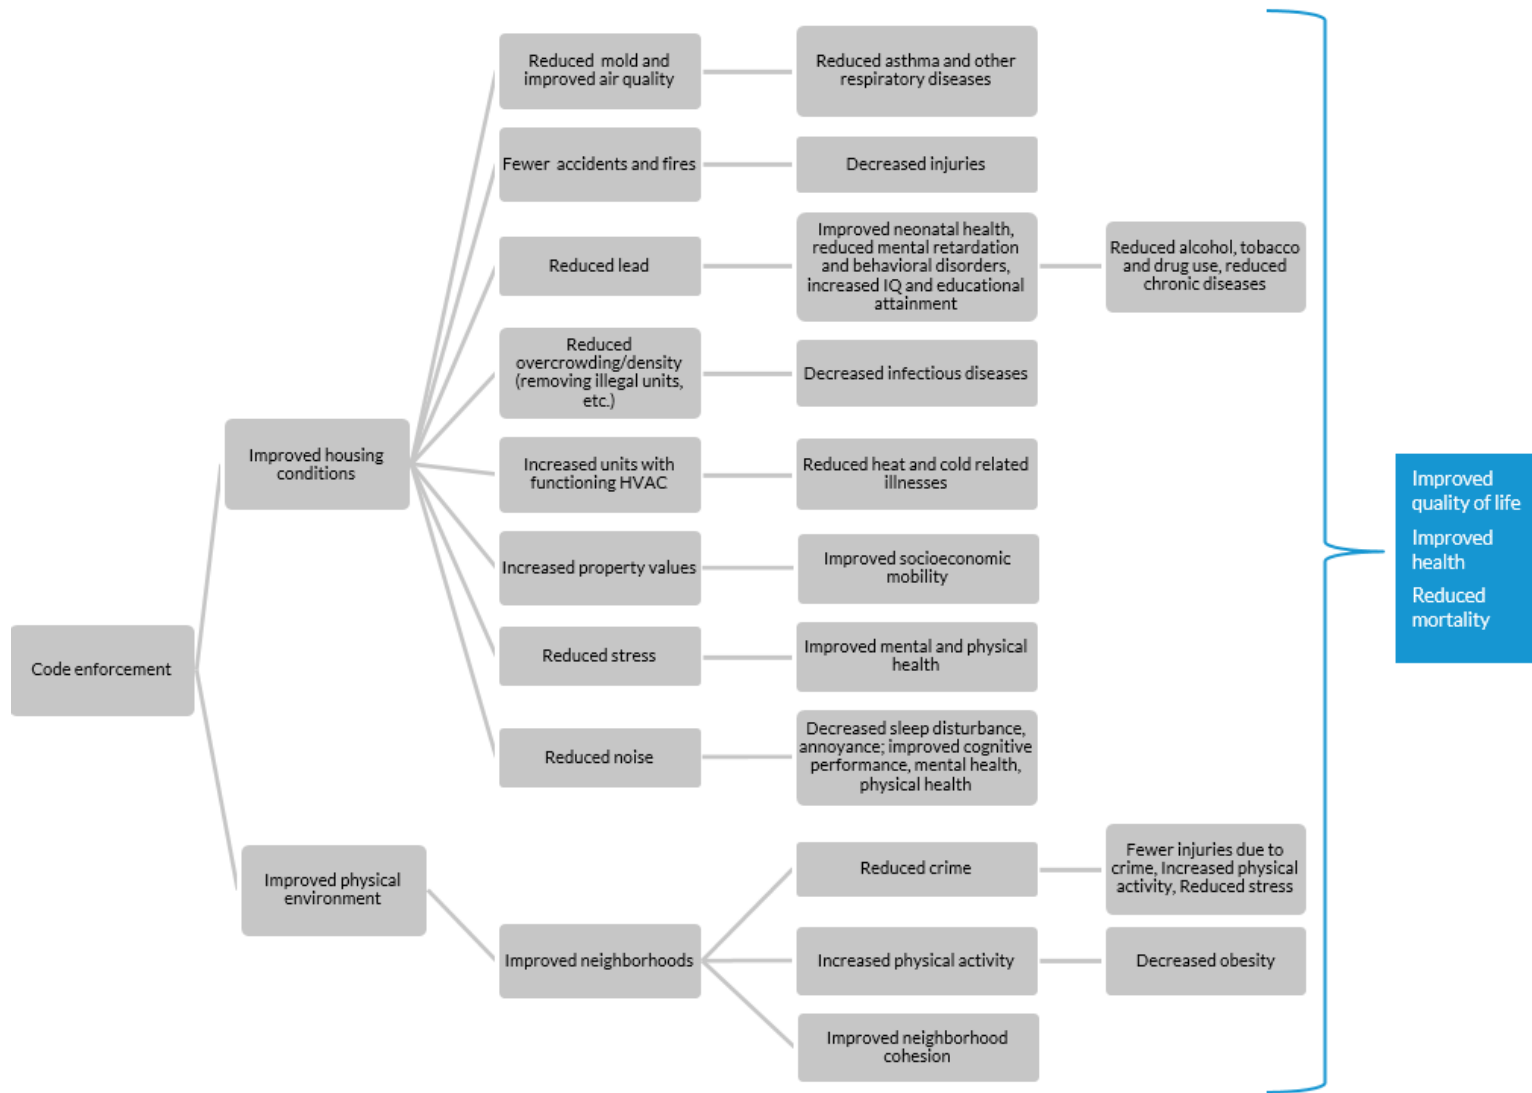 Code enforcement
Improved housing
conditions
Improved physical
environment
Reduced mold and
improved air quality
Fewer accidents and fires
Reduced lead
Reduced
overcrowding/density
(removing illegal units,
etc.)
Increased units with
functioning HVAC
Increased property values
Reduced stress
Reduced noise
Improved neighborhoods
Reduced asthma and other
respiratory diseases
Decreased injuries
Improved neonatal health,
reduced mental retardation
and behavioral disorders,
increased IQ and educational
attainment
Decreased infectious diseases
Reduced heat and cold related
illnesses
Improved socioeconomic
mobility
Improved mental and physical
health
Decreased sleep disturbance,
annoyance; improved cognitive
performance, mental health,
physical health
Reduced crime
Increased physical activity
Improved neighborhood
cohesion
Reduced alcohol, tobacco
and drug use, reduced
chronic diseases
Fewer injuries due to
crime, Increased physical
activity, Reduced stress
Decreased obesity
Improved
quality of life
Improved
health
Reduced
mortality